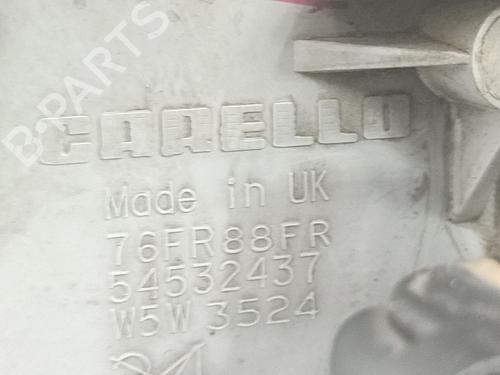 B-PARTS
CARELLO
Made in UK
76FR88FR
54532437
W5W 3524